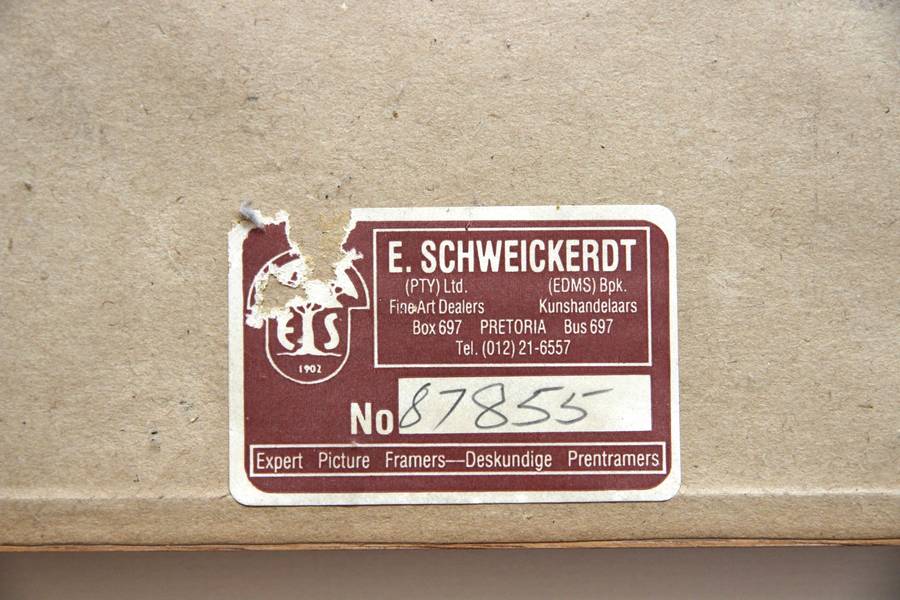 E. SCHWEICKERDT
(PTY) Ltd. (EDMS) Bpk.
Fine Art Dealers Kunshandelaars
Box 697 PRETORIA Bus 697
Tel. (012) 21-6557
E S
1902
No 87855
Expert Picture Framers—Deskundige Prentramers